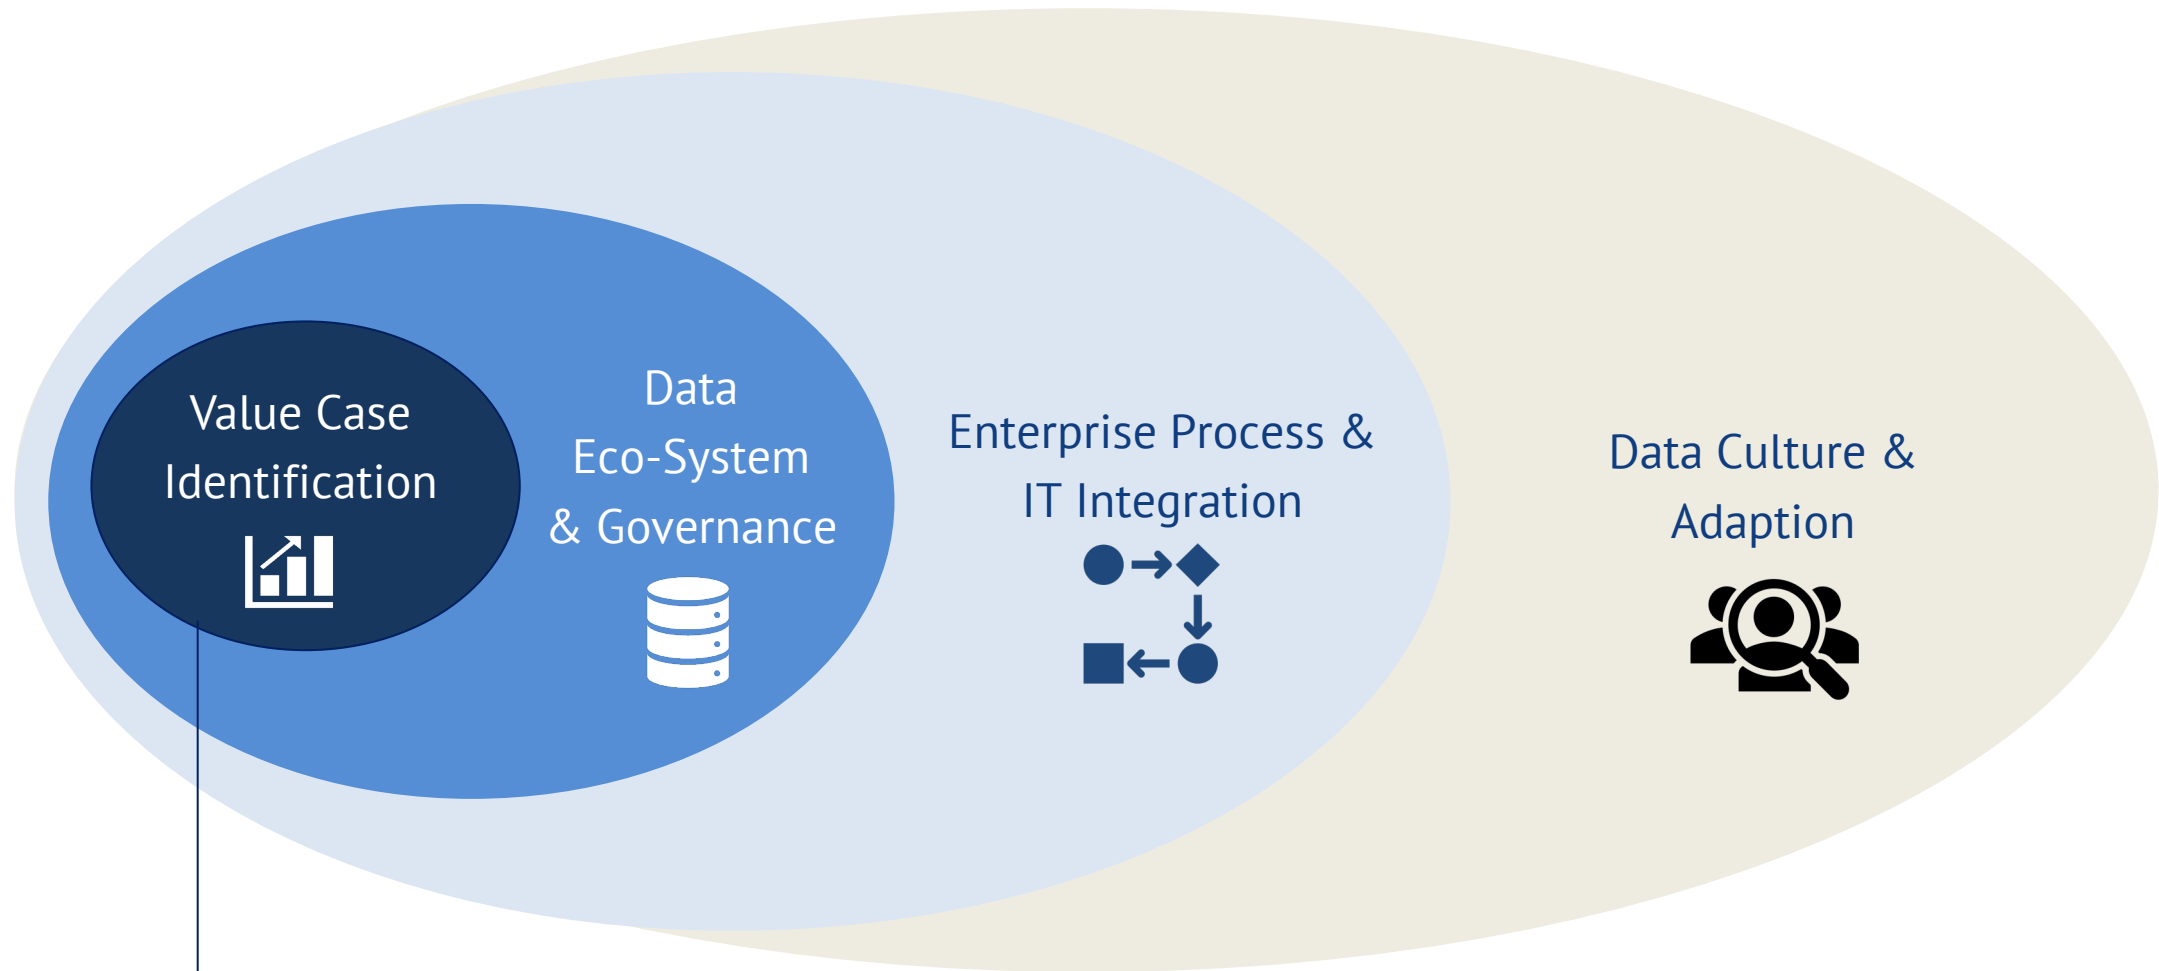 Value Case
Identification
Data
Eco-System
& Governance
Enterprise Process &
IT Integration
Data Culture &
Adaption